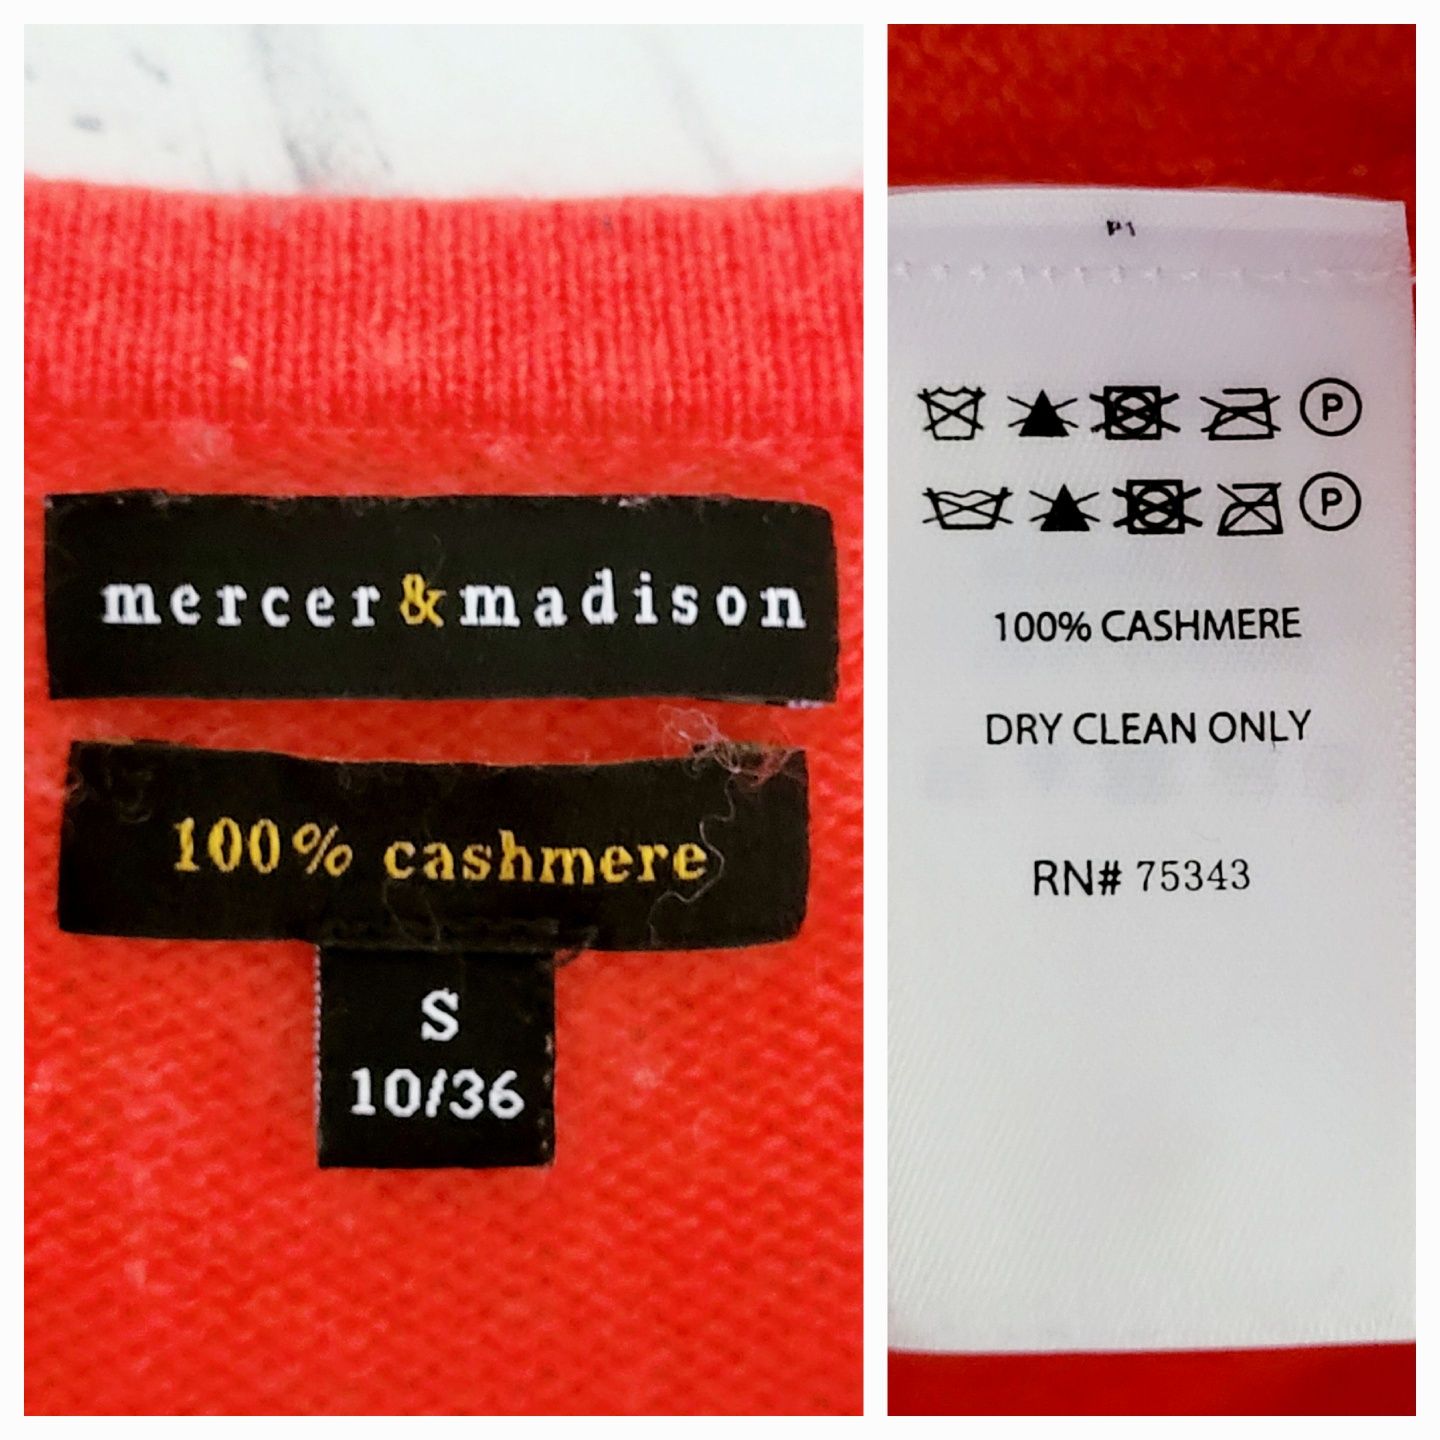 mercer&madison
100% cashmere
S
10/36
P1
P
P
100% CASHMERE
DRY CLEAN ONLY
RN# 75343